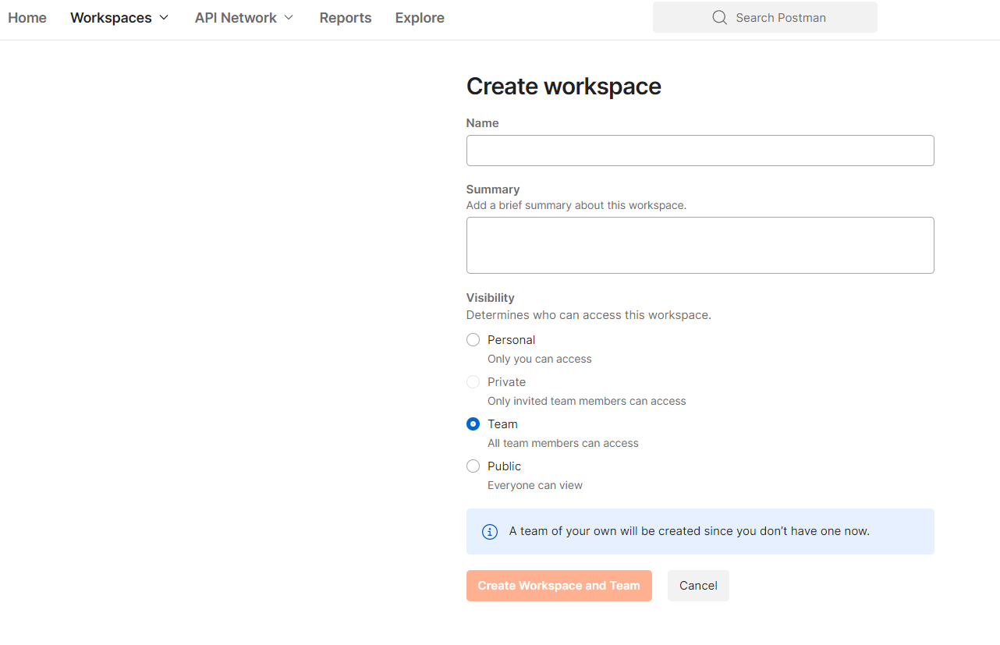 Home Workspaces API Network Reports Explore Search Postman
Create workspace
Name
Summary
Add a brief summary about this workspace.
Visibility
Determines who can access this workspace.
Personal
Only you can access
Private
Only invited team members can access
Team
All team members can access
Public
Everyone can view
A team of your own will be created since you don’t have one now.
Create Workspace and Team Cancel